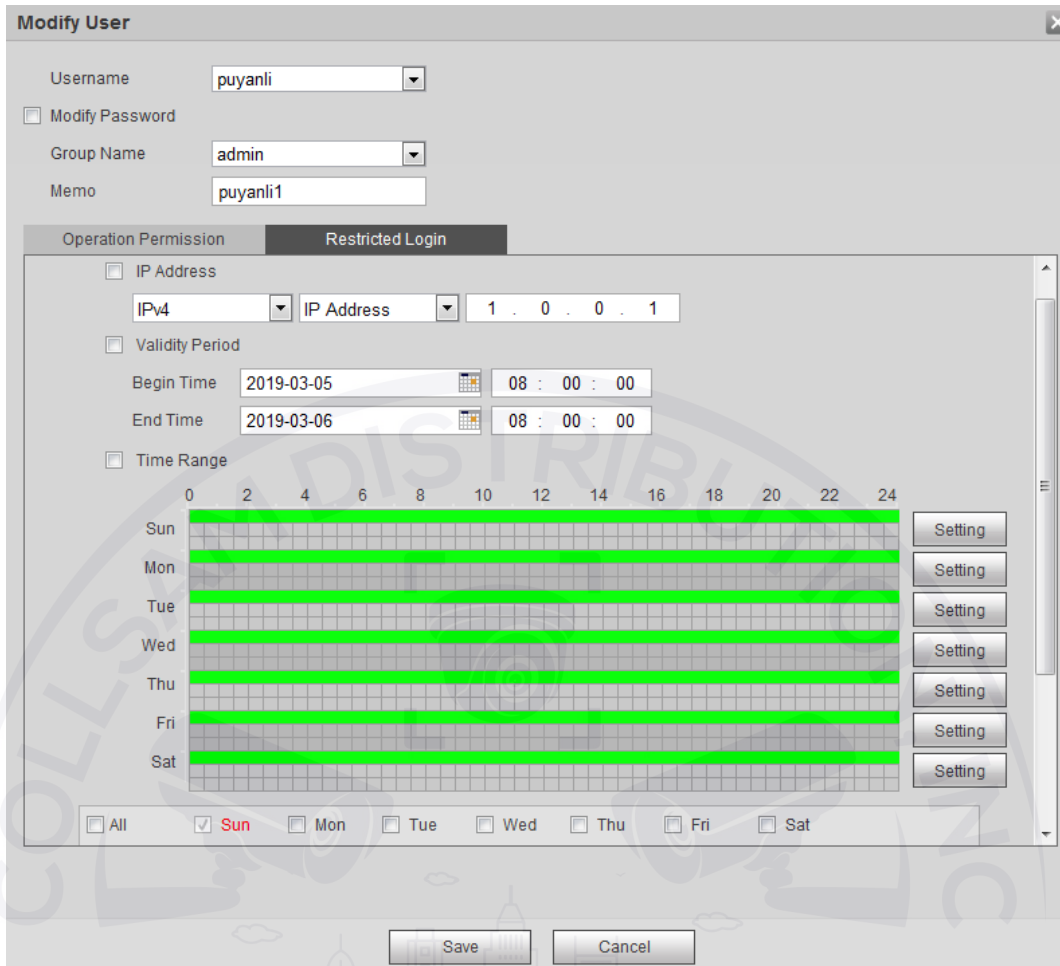 Modify User
Username puyanli
Modify Password
Group Name admin
Memo puyanli1
Operation Permission Restricted Login
IP Address
IPv4 IP Address 1 . 0 . 0 . 1
Validity Period
Begin Time 2019-03-05 08 : 00 : 00
End Time 2019-03-06 08 : 00 : 00
Time Range
0 2 4 6 8 10 12 14 16 18 20 22 24
Sun Setting
Mon Setting
Tue Setting
Wed Setting
Thu Setting
Fri Setting
Sat Setting
All Sun Mon Tue Wed Thu Fri Sat
Save Cancel
COLLSAM DISTRIBUTION INC